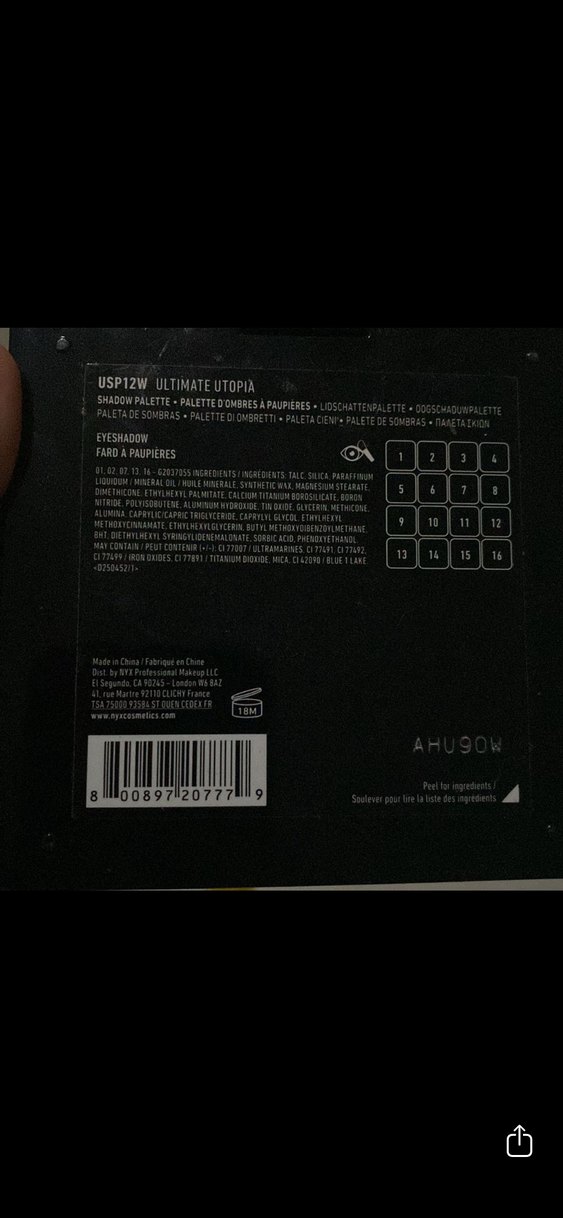 USP12W ULTIMATE UTOPIA
SHADOW PALETTE • PALETTE D'OMBRES À PAUPIÈRES • LIDSCHATTENPALETTE • OOGSCHADUWPALETTE
PALETA DE SOMBRAS • PALETTE DI OMBRETTI • PALETA CIENI • PALETE DE SOMBRAS • ΠΑΛΕΤΑ ΣΚΙΩΝ
EYESHADOW
FARD À PAUPIÈRES
01, 02, 07, 13, 16 – G2037055 INGREDIENTS / INGRÉDIENTS: TALC, SILICA, PARAFFINUM
LIQUIDUM / MINERAL OIL / HUILE MINERALE, SYNTHETIC WAX, MAGNESIUM STEARATE,
DIMETHICONE, ETHYLHEXYL PALMITATE, CALCIUM TITANIUM BOROSILICATE, BORON
NITRIDE, POLYISOBUTENE, ALUMINUM HYDROXIDE, TIN OXIDE, GLYCERIN, METHICONE,
ALUMINA, CAPRYLIC/CAPRIC TRIGLYCERIDE, CAPRYLYL GLYCOL, ETHYLHEXYL
METHOXYCINNAMATE, ETHYLHEXYLGLYCERIN, BUTYL METHOXYDIBENZOYLMETHANE,
BHT, DIETHYLHEXYL SYRINGYLIDENEMALONATE, SORBIC ACID, PHENOXYETHANOL.
MAY CONTAIN / PEUT CONTENIR (+/-): CI 77007 / ULTRAMARINES, CI 77491, CI 77492,
CI 77499 / IRON OXIDES, CI 77891 / TITANIUM DIOXIDE, MICA, CI 42090 / BLUE 1 LAKE
<D250452/1>
1 2 3 4
5 6 7 8
9 10 11 12
13 14 15 16
Made in China / Fabriqué en Chine
Dist. by NYX Professional Makeup LLC
El Segundo, CA 90245 – London W6 8AZ
41, rue Martre 92110 CLICHY France
TSA 75000 93584 ST OUEN CEDEX FR
www.nyxcosmetics.com
18M
AHU90W
8 00897 20777 9
Peel for ingredients /
Soulever pour lire la liste des ingredients